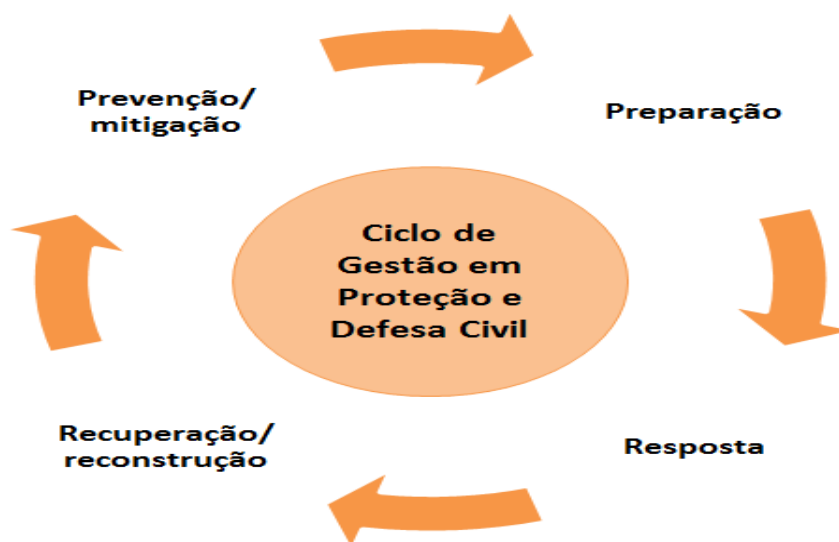 Prevenção/
mitigação
Preparação
Ciclo de
Gestão em
Proteção e
Defesa Civil
Recuperação/
reconstrução
Resposta